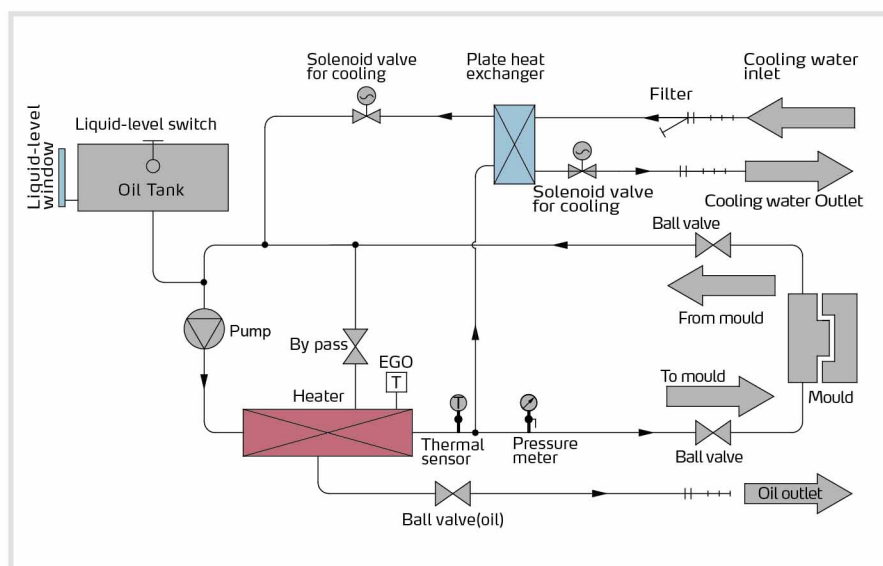 Solenoid valve
for cooling
Plate heat
exchanger
Cooling water
inlet
Filter
Liquid-level switch
Liquid-level
window
Oil Tank
Solenoid valve
for cooling
Cooling water Outlet
Ball valve
From mould
Pump
By pass
EGO
T
Heater
T
To mould
Mould
Thermal
sensor
Pressure
meter
Ball valve
Ball valve(oil)
Oil outlet